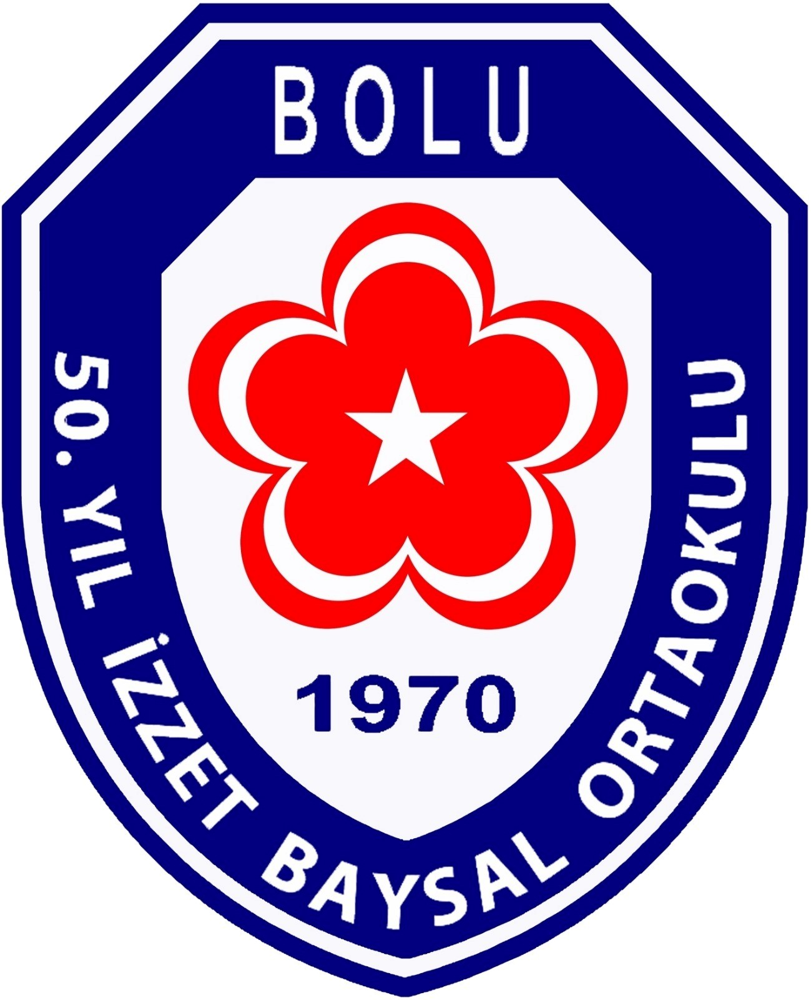 BOLU
50. YIL İZZET BAYSAL ORTAOKULU
1970